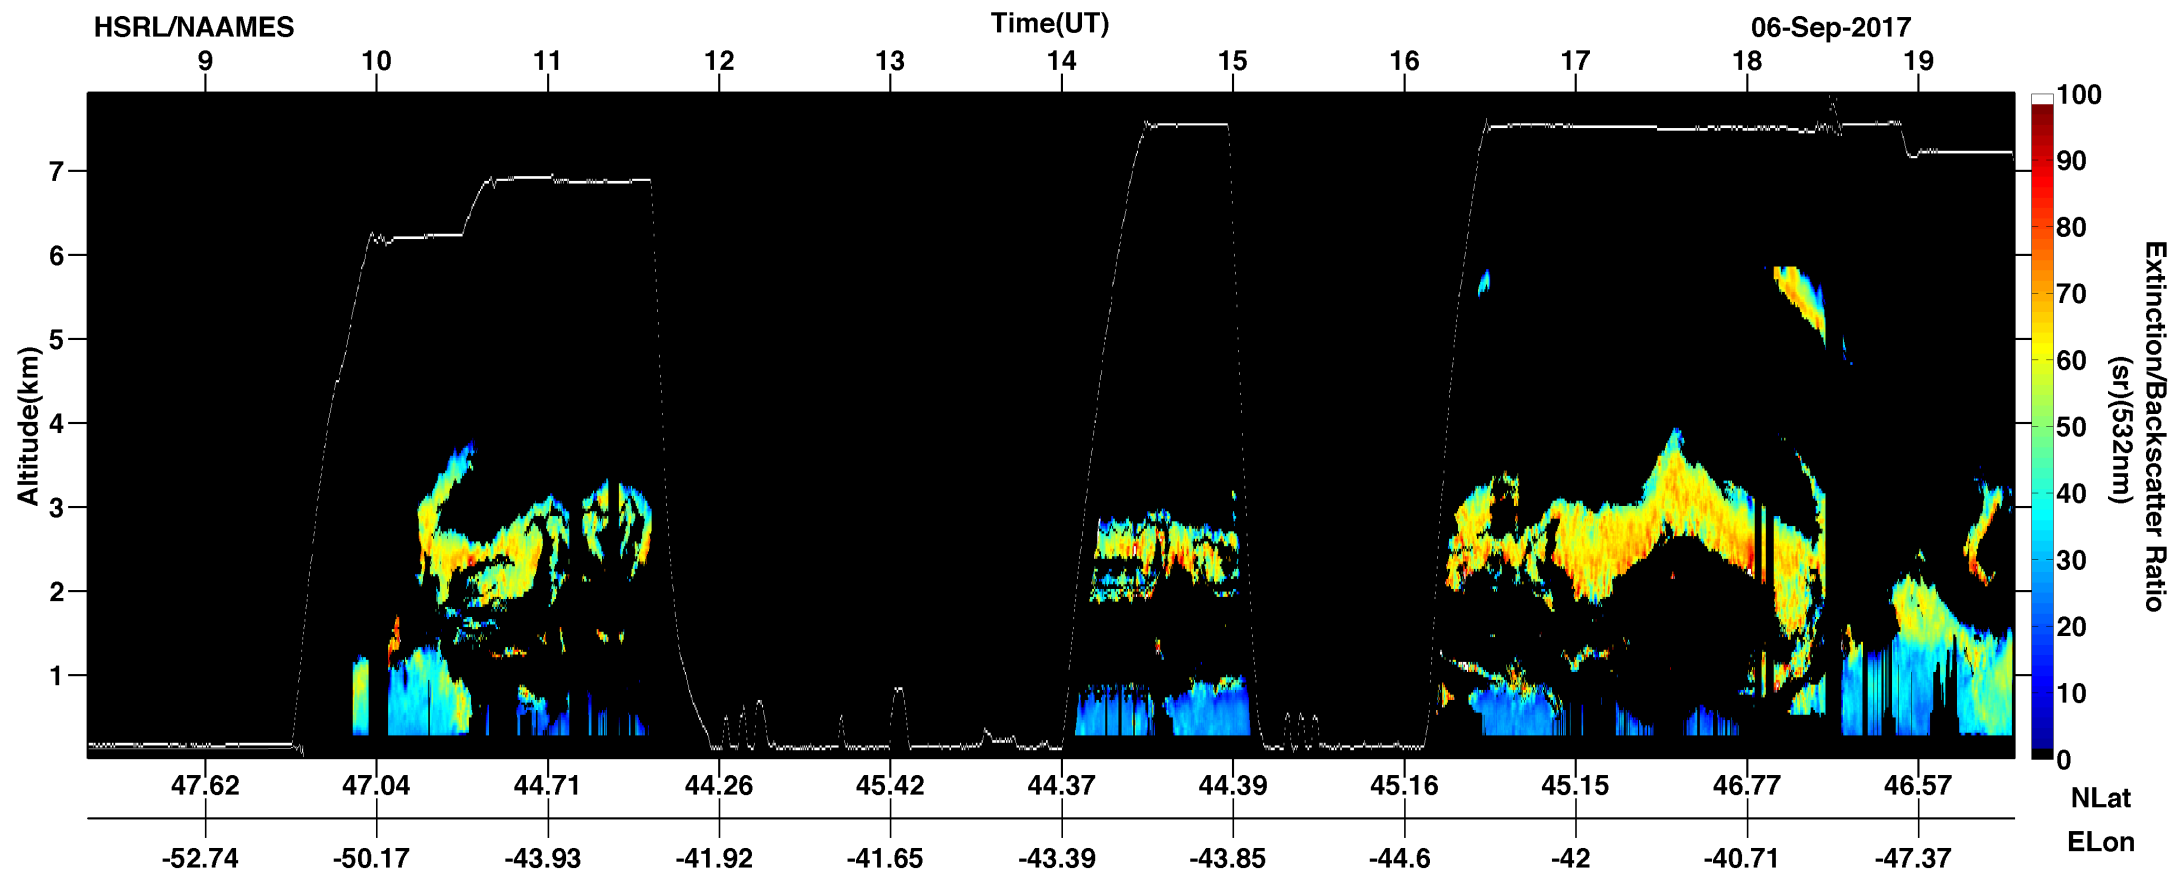 HSRL/NAAMES
Time(UT)
06-Sep-2017
9 10 11 12 13 14 15 16 17 18 19
Altitude(km)
7
6
5
4
3
2
1
100
90
80
70
60
50
40
30
20
10
0
Extinction/Backscatter Ratio
(sr)(532nm)
47.62 47.04 44.71 44.26 45.42 44.37 44.39 45.16 45.15 46.77 46.57
NLat
ELon
-52.74 -50.17 -43.93 -41.92 -41.65 -43.39 -43.85 -44.6 -42 -40.71 -47.37